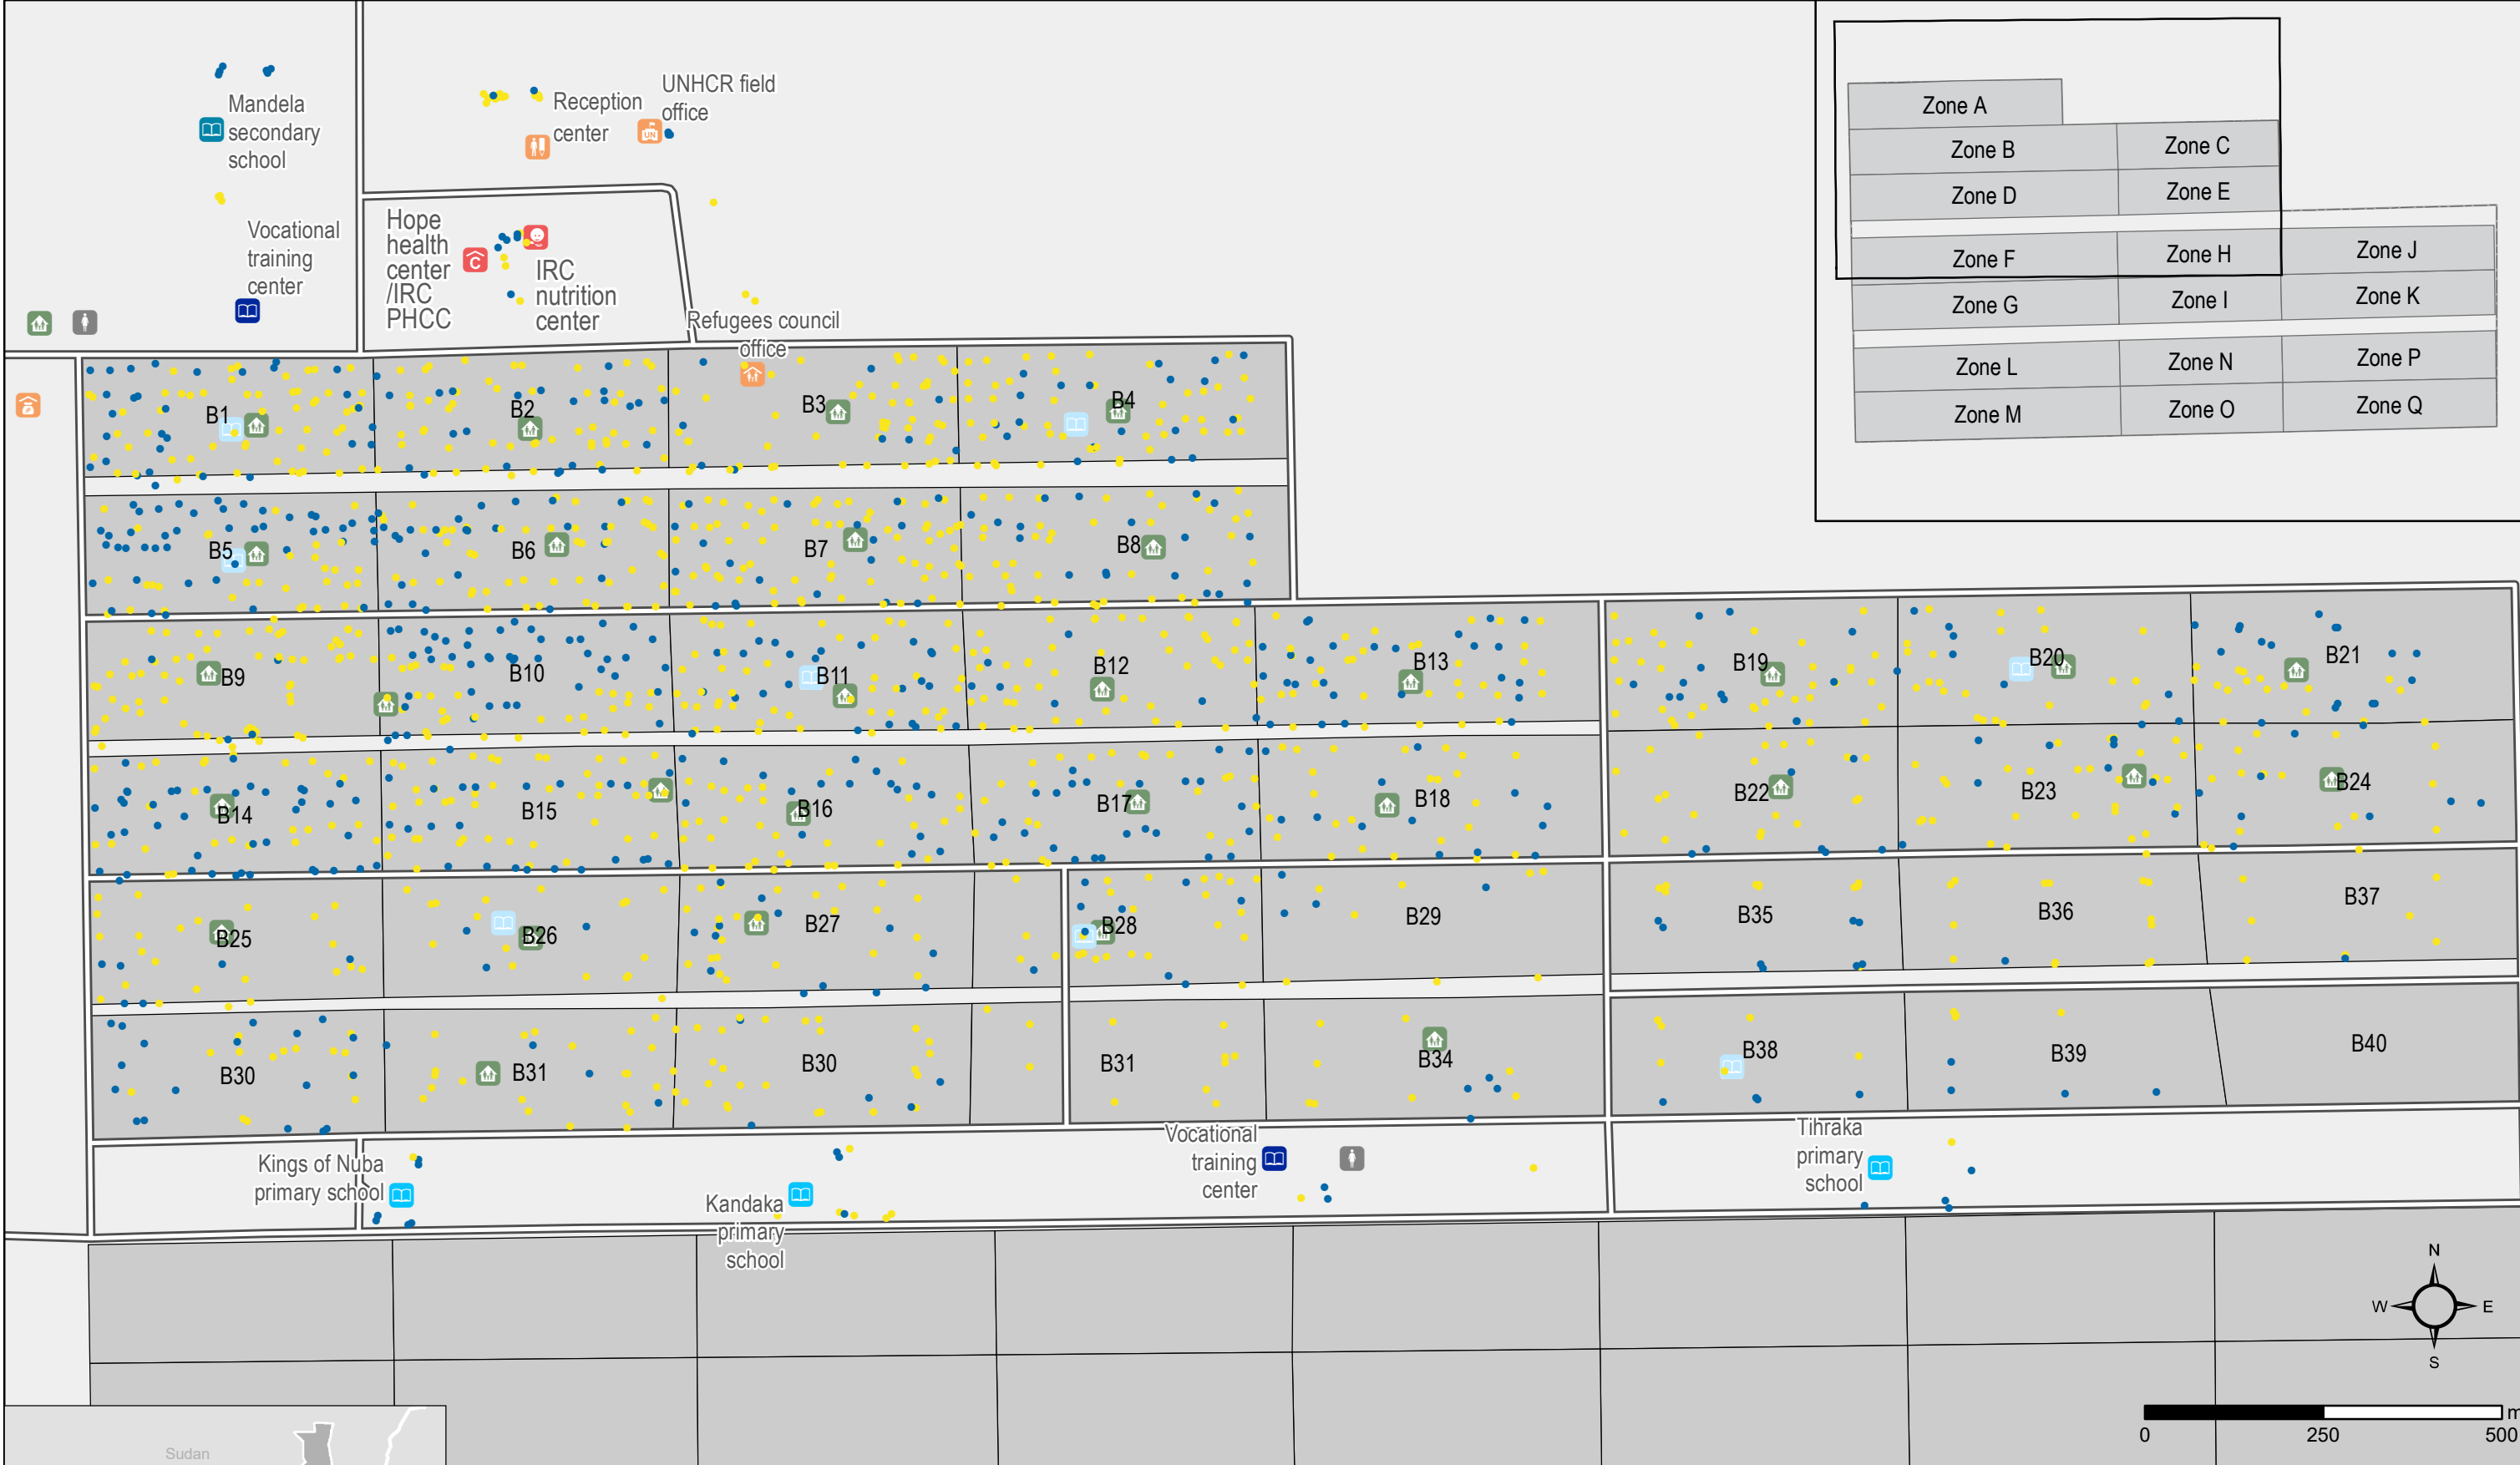 Mandela
secondary
school
Vocational
training
center
Reception
center
UNHCR field
office
UN
Hope
health
center
/IRC
PHCC
C
IRC
nutrition
center
Refugees council
office
Zone A
Zone B
Zone C
Zone D
Zone E
Zone F
Zone H
Zone J
Zone G
Zone I
Zone K
Zone L
Zone N
Zone P
Zone M
Zone O
Zone Q
B1
B2
B3
B4
B5
B6
B7
B8
B9
B10
B11
B12
B13
B19
B20
B21
B14
B15
B16
B17
B18
B22
B23
B24
B25
B26
B27
B28
B29
B35
B36
B37
B30
B31
B30
B31
B34
B38
B39
B40
Kings of Nuba
primary school
Kandaka
primary
school
Vocational
training
center
Tihraka
primary
school
N
W
E
S
m
0
250
500
Sudan